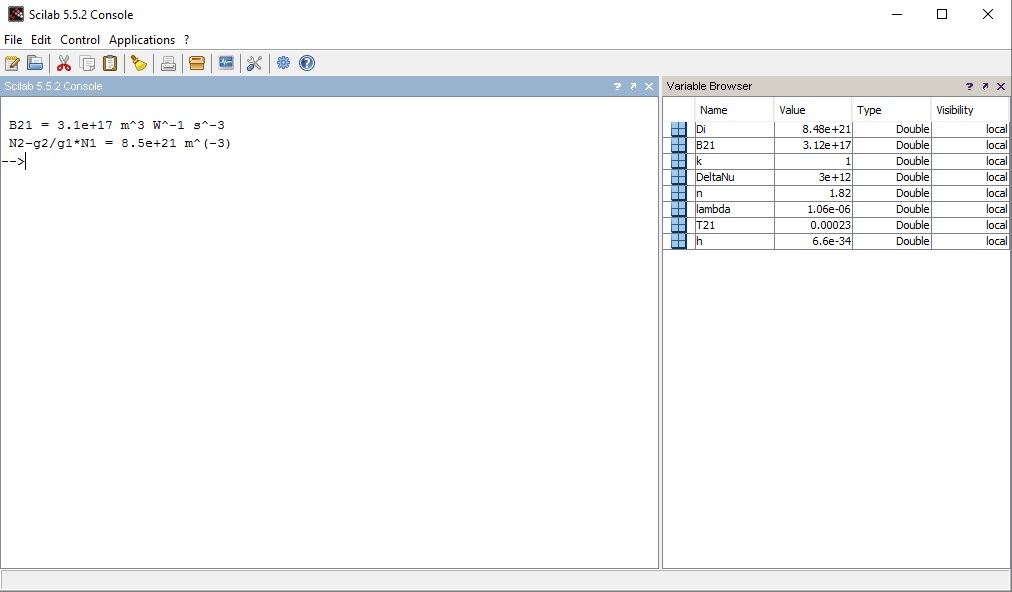 Scilab 5.5.2 Console
File Edit Control Applications ?
Scilab 5.5.2 Console ?
B21 = 3.1e+17 m^3 W^-1 s^-3
N2-g2/g1*N1 = 8.5e+21 m^(-3)
-->
Variable Browser ?
Name Value Type Visibility
Di 8.48e+21 Double local
B21 3.12e+17 Double local
k 1 Double local
DeltaNu 3e+12 Double local
n 1.82 Double local
lambda 1.06e-06 Double local
T21 0.00023 Double local
h 6.6e-34 Double local